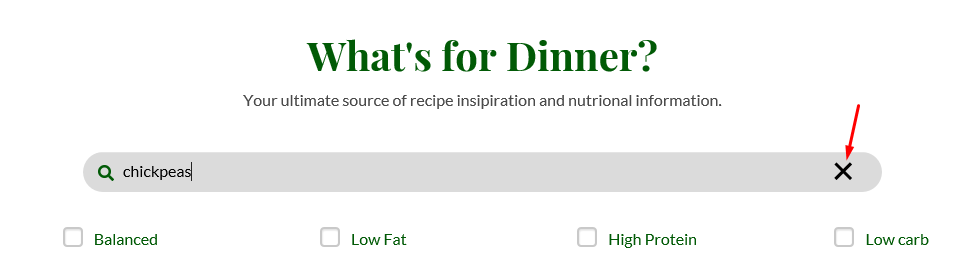 What's for Dinner?
Your ultimate source of recipe insipiration and nutrional information.
chickpeas
Balanced
Low Fat
High Protein
Low carb